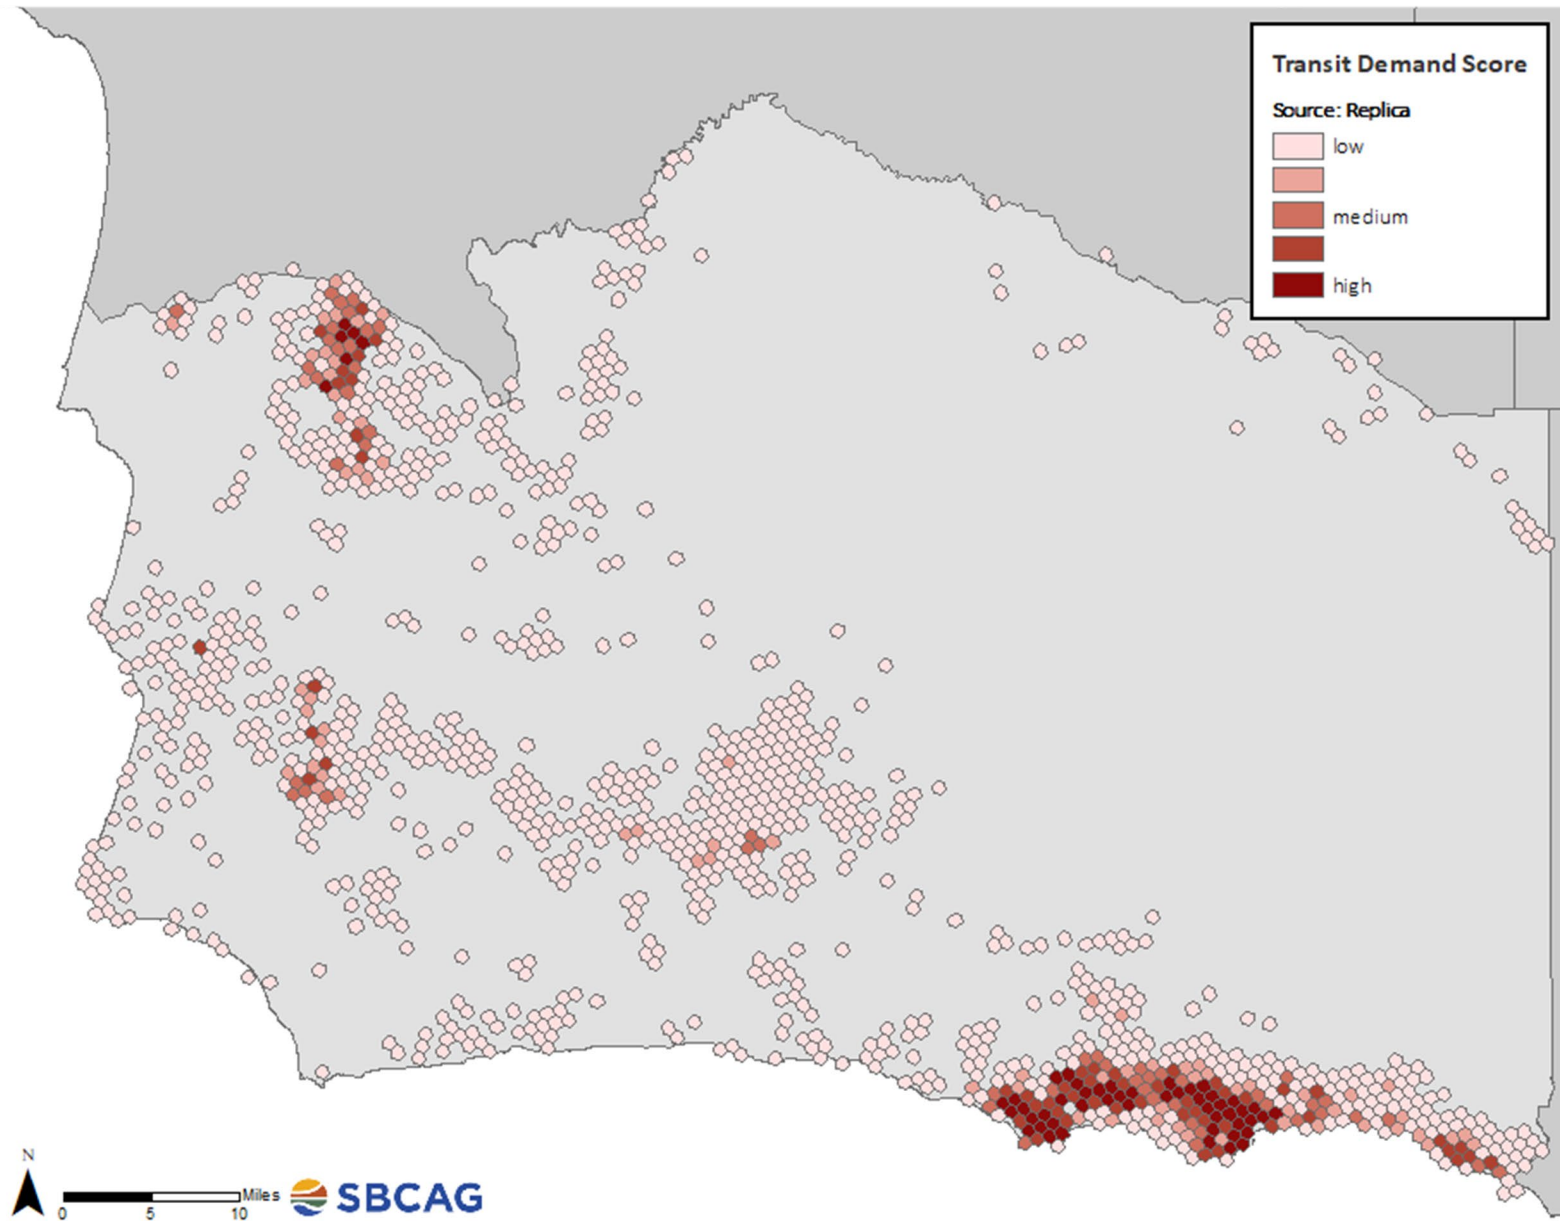 Transit Demand Score
Source: Replica
low
medium
high
N
Miles
0 5 10
SBCAG